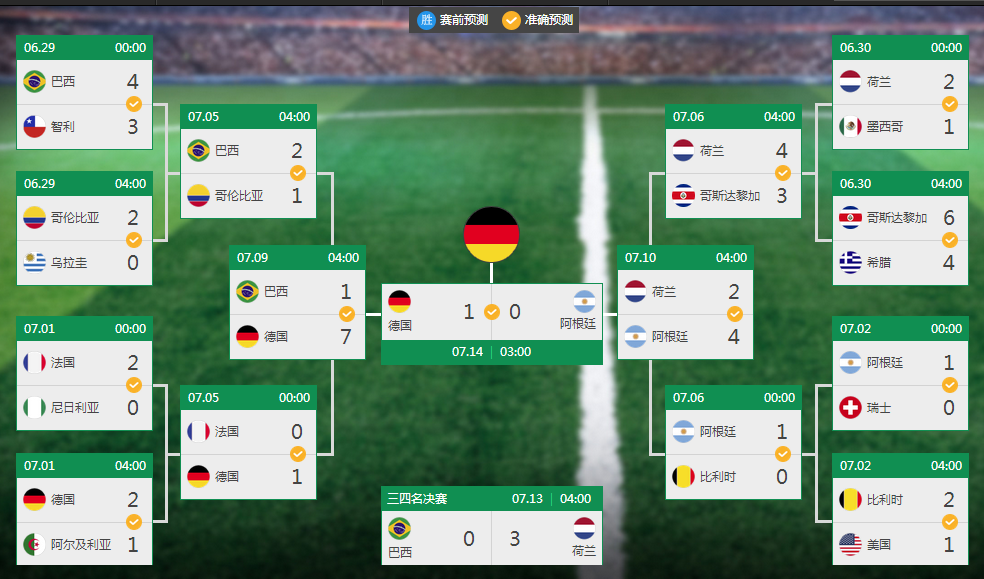 胜 赛前预测 准确预测
06.29 00:00
巴西 4
智利 3
06.29 04:00
哥伦比亚 2
乌拉圭 0
07.01 00:00
法国 2
尼日利亚 0
07.01 04:00
德国 2
阿尔及利亚 1
07.05 04:00
巴西 2
哥伦比亚 1
07.05 00:00
法国 0
德国 1
07.09 04:00
巴西 1
德国 7
1 0
德国 阿根廷
07.14 03:00
三四名决赛 07.13 04:00
0 3
巴西 荷兰
07.10 04:00
荷兰 2
阿根廷 4
07.06 04:00
荷兰 4
哥斯达黎加 3
07.06 00:00
阿根廷 1
比利时 0
06.30 00:00
荷兰 2
墨西哥 1
06.30 04:00
哥斯达黎加 6
希腊 4
07.02 00:00
阿根廷 1
瑞士 0
07.02 04:00
比利时 2
美国 1